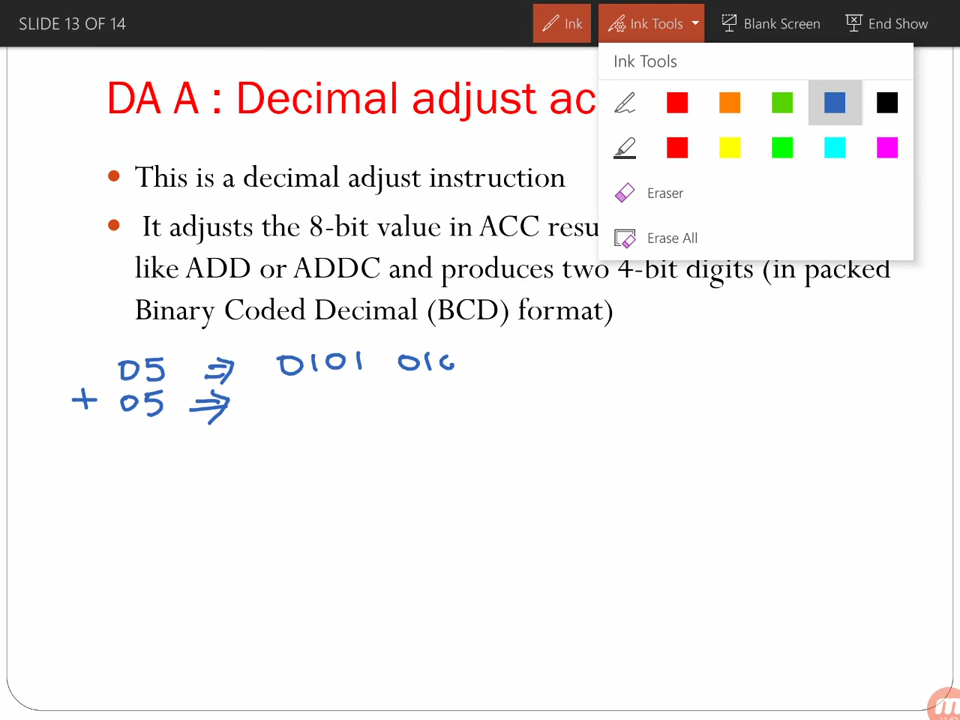 SLIDE 13 OF 14
Ink
Ink Tools
Blank Screen
End Show
Ink Tools
Eraser
Erase All
DA A : Decimal adjust
• This is a decimal adjust instruction
• It adjusts the 8-bit value in ACC
like ADD or ADDC and produces two 4-bit digits (in packed
Binary Coded Decimal (BCD) format)
05 ⇒ 0101 010
+ 05 ⇒